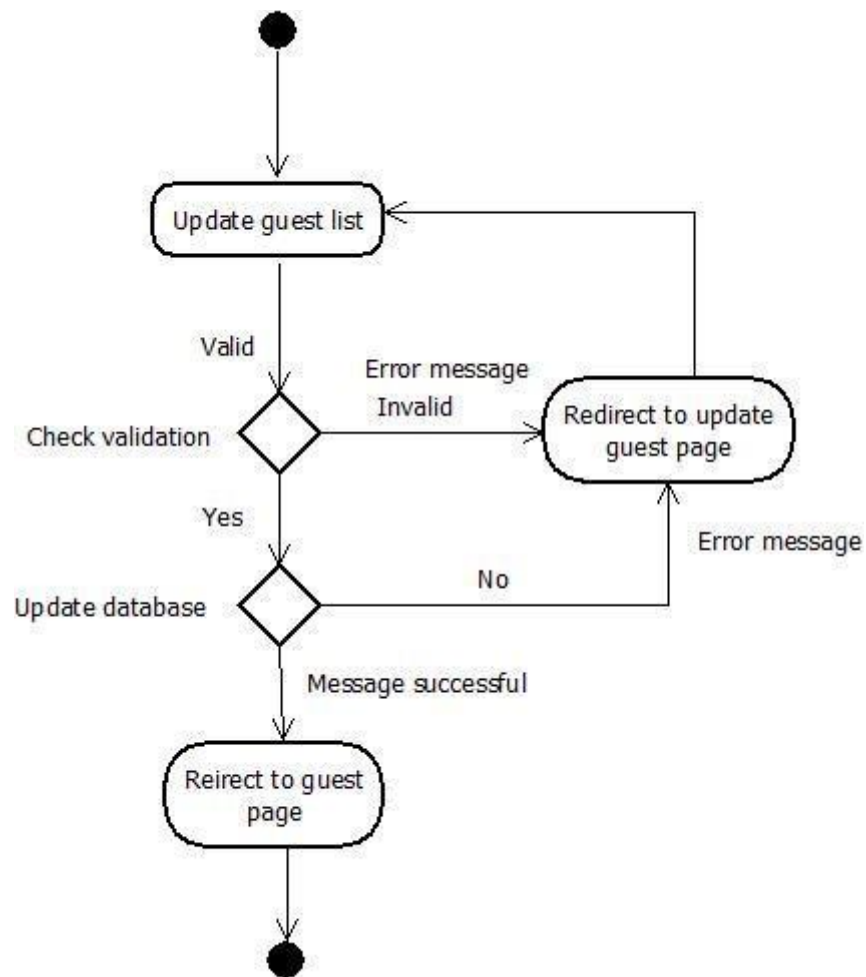 Update guest list
Valid
Error message
Invalid
Check validation
Redirect to update
guest page
Yes
Error message
No
Update database
Message successful
Reirect to guest
page